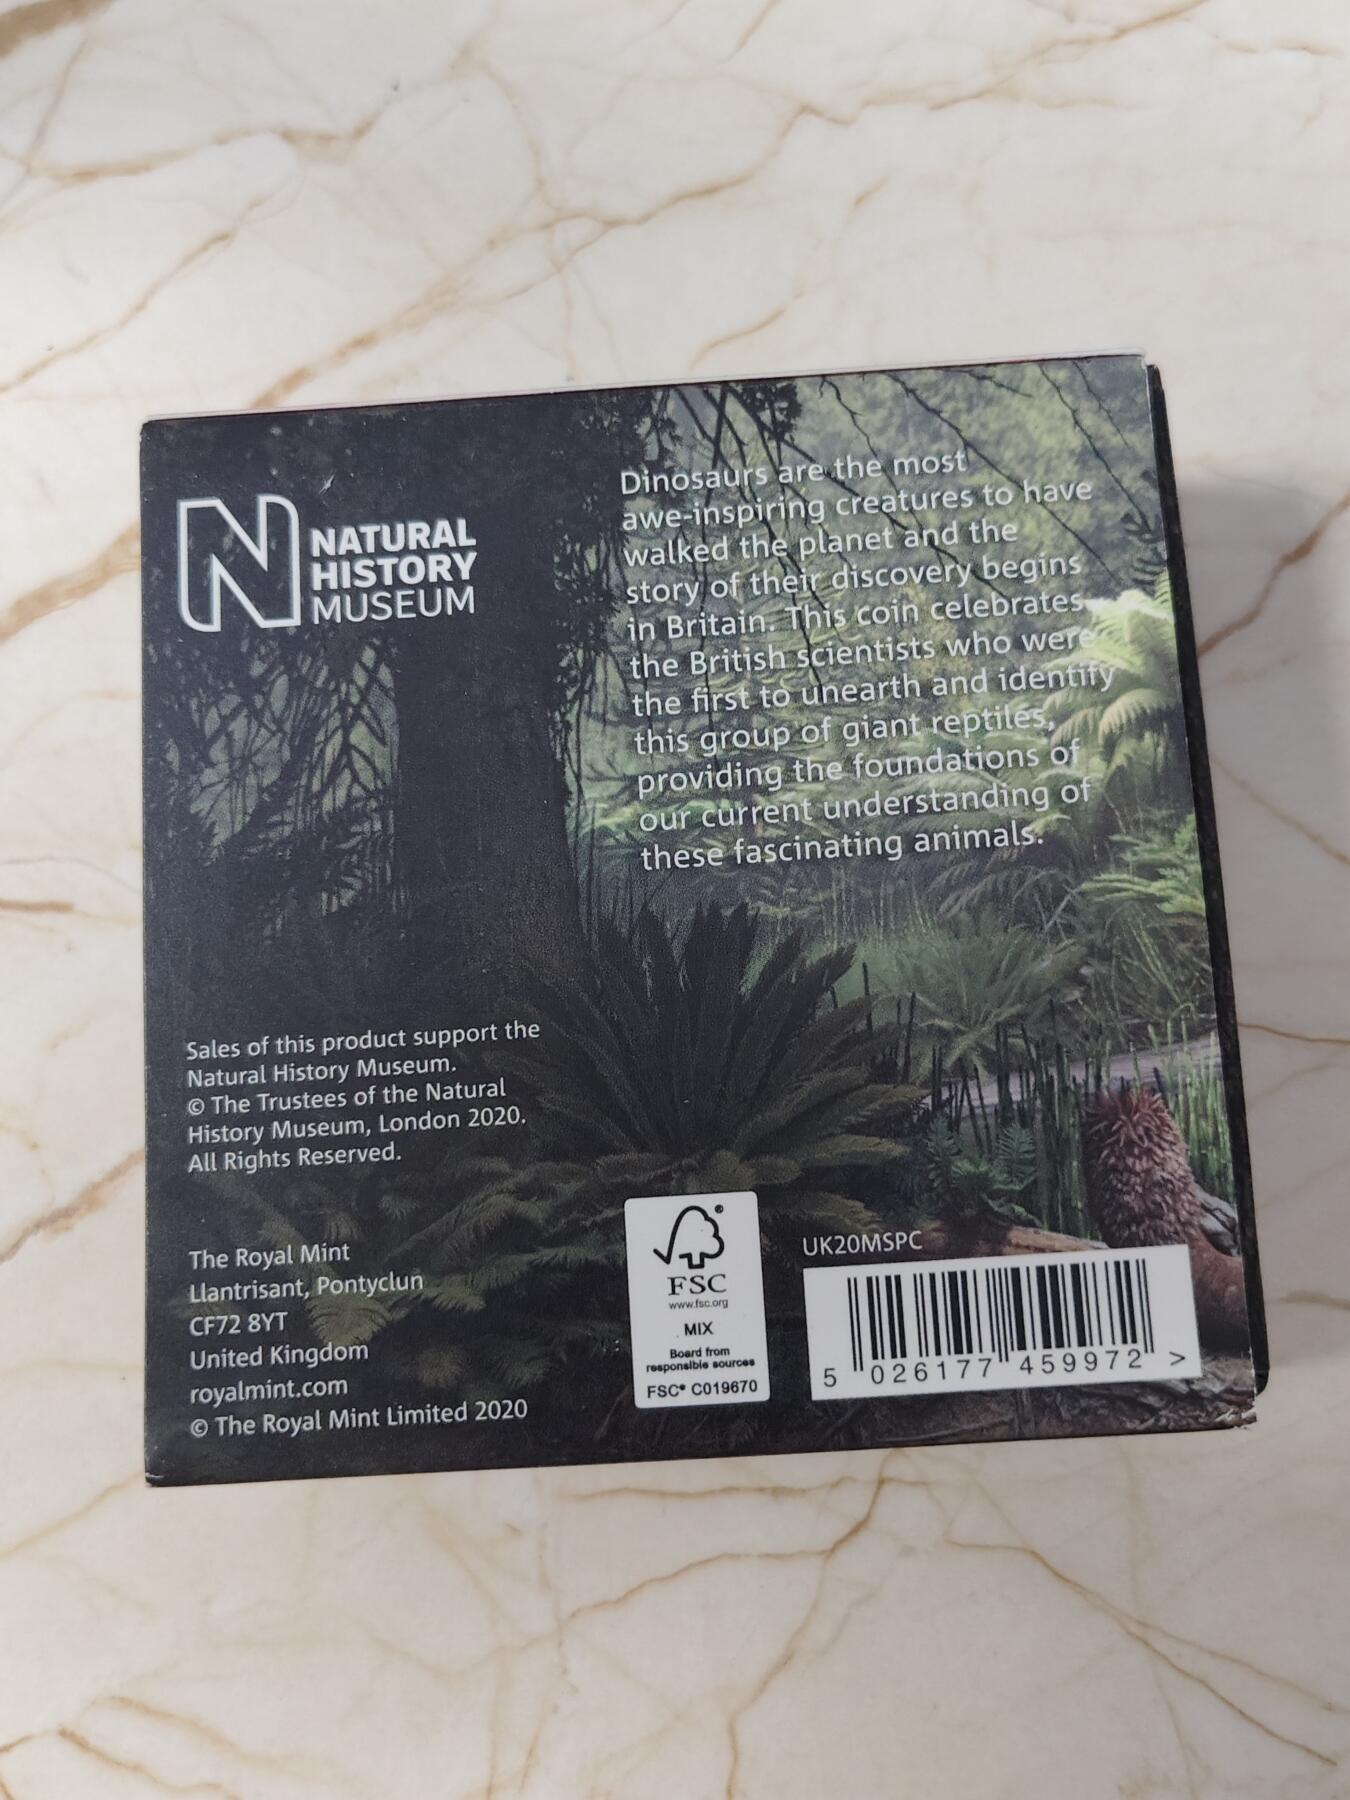 NATURAL
HISTORY
MUSEUM
Dinosaurs are the most
awe-inspiring creatures to have
walked the planet and the
story of their discovery begins
in Britain. This coin celebrates
the British scientists who were
the first to unearth and identify
this group of giant reptiles,
providing the foundations of
our current understanding of
these fascinating animals.
Sales of this product support the
Natural History Museum.
© The Trustees of the Natural
History Museum, London 2020.
All Rights Reserved.
The Royal Mint
Llantrisant, Pontyclun
CF72 8YT
United Kingdom
royalmint.com
© The Royal Mint Limited 2020
®
FSC
www.fsc.org
MIX
Board from
responsible sources
FSC® C019670
UK20MSPC
5 026177 459972 >